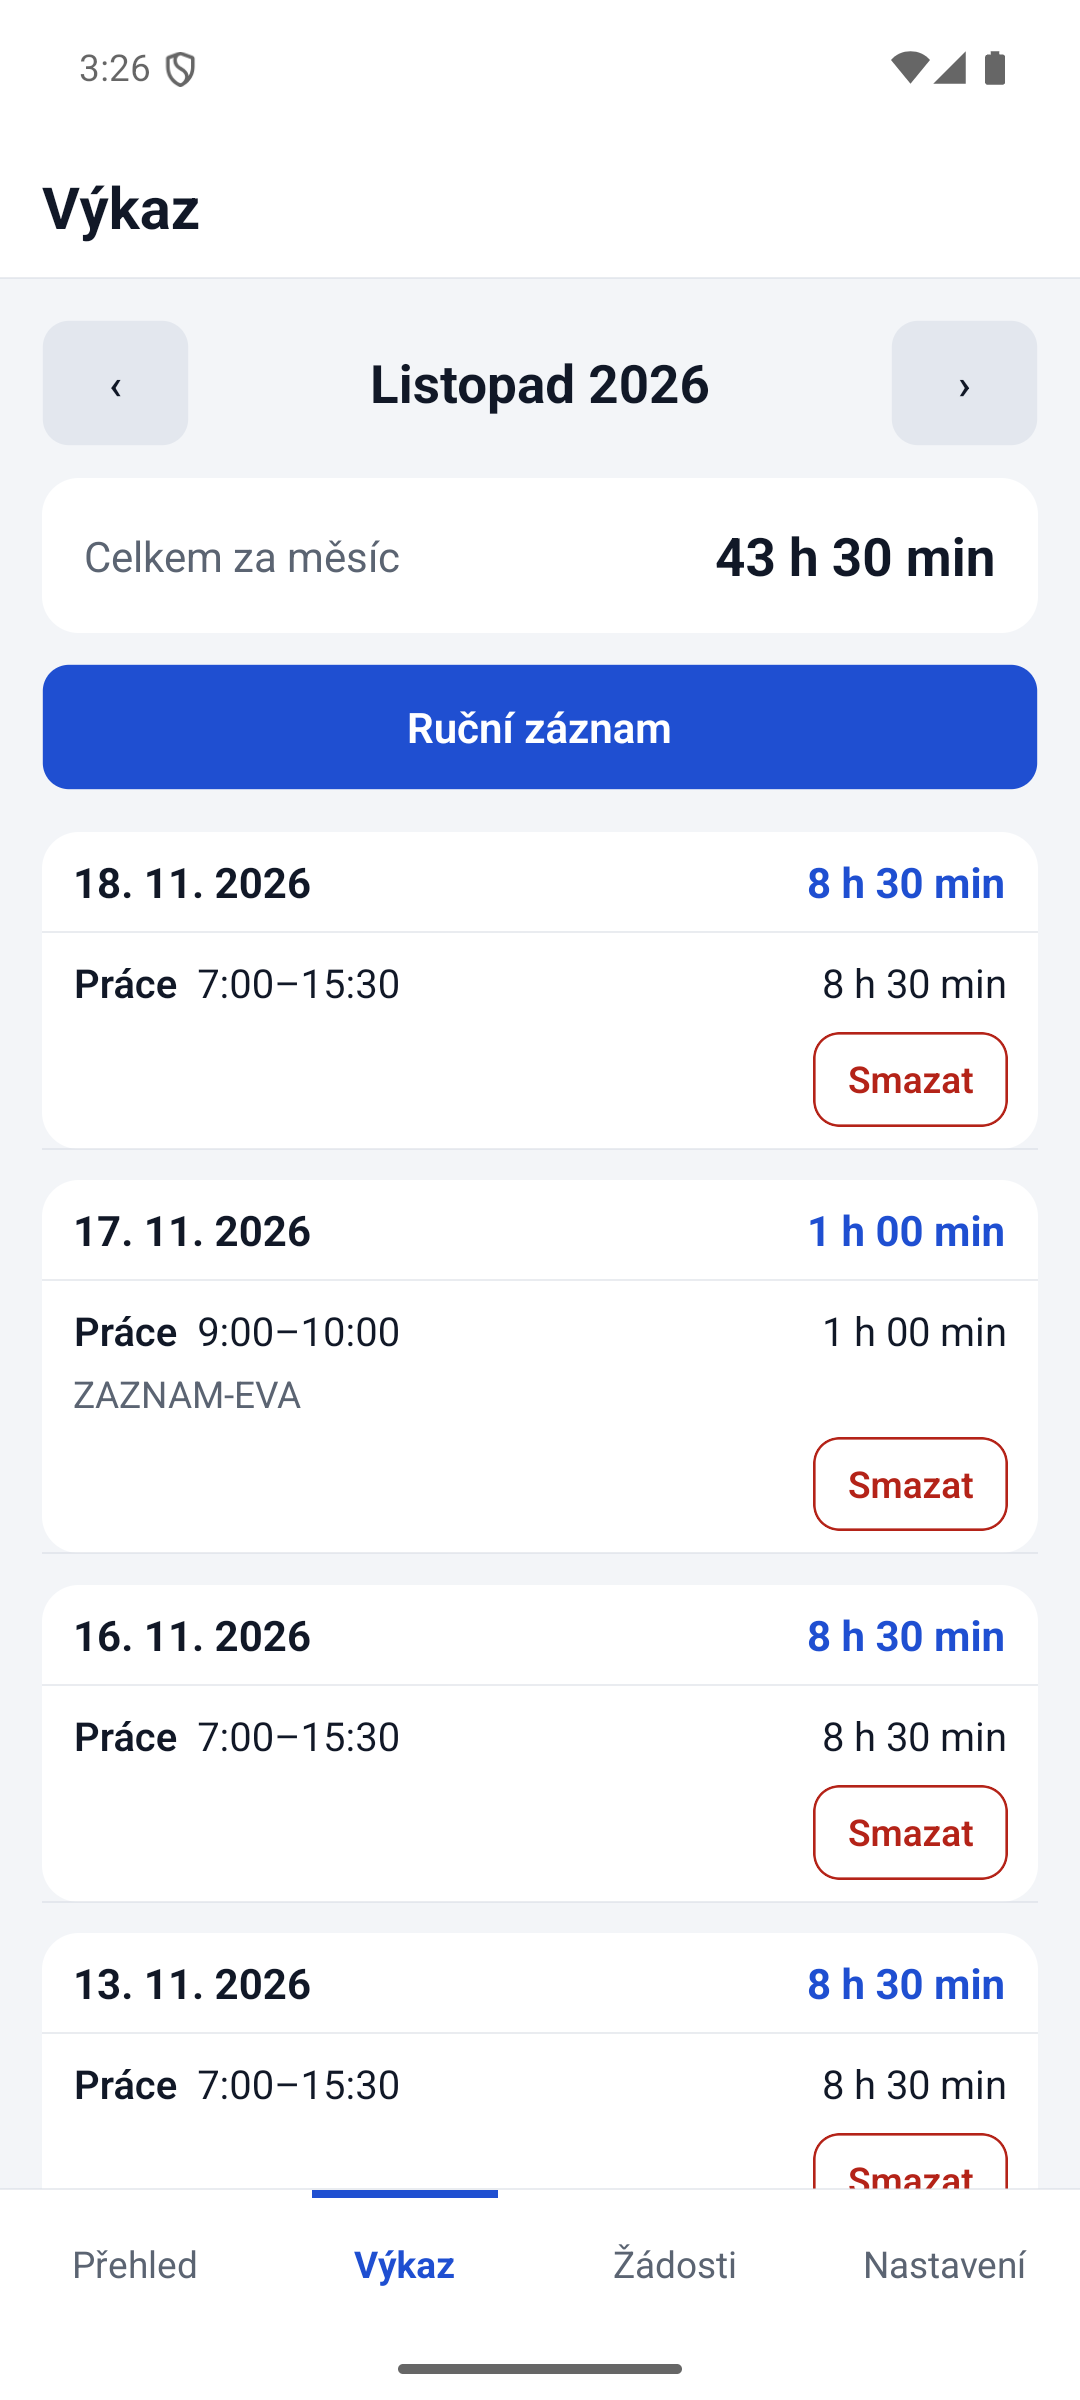 3:26
Výkaz
‹ Listopad 2026 ›
Celkem za měsíc 43 h 30 min
Ruční záznam
18. 11. 2026 8 h 30 min
Práce 7:00–15:30 8 h 30 min
Smazat
17. 11. 2026 1 h 00 min
Práce 9:00–10:00 1 h 00 min
ZAZNAM-EVA
Smazat
16. 11. 2026 8 h 30 min
Práce 7:00–15:30 8 h 30 min
Smazat
13. 11. 2026 8 h 30 min
Práce 7:00–15:30 8 h 30 min
Smazat
Přehled Výkaz Žádosti Nastavení